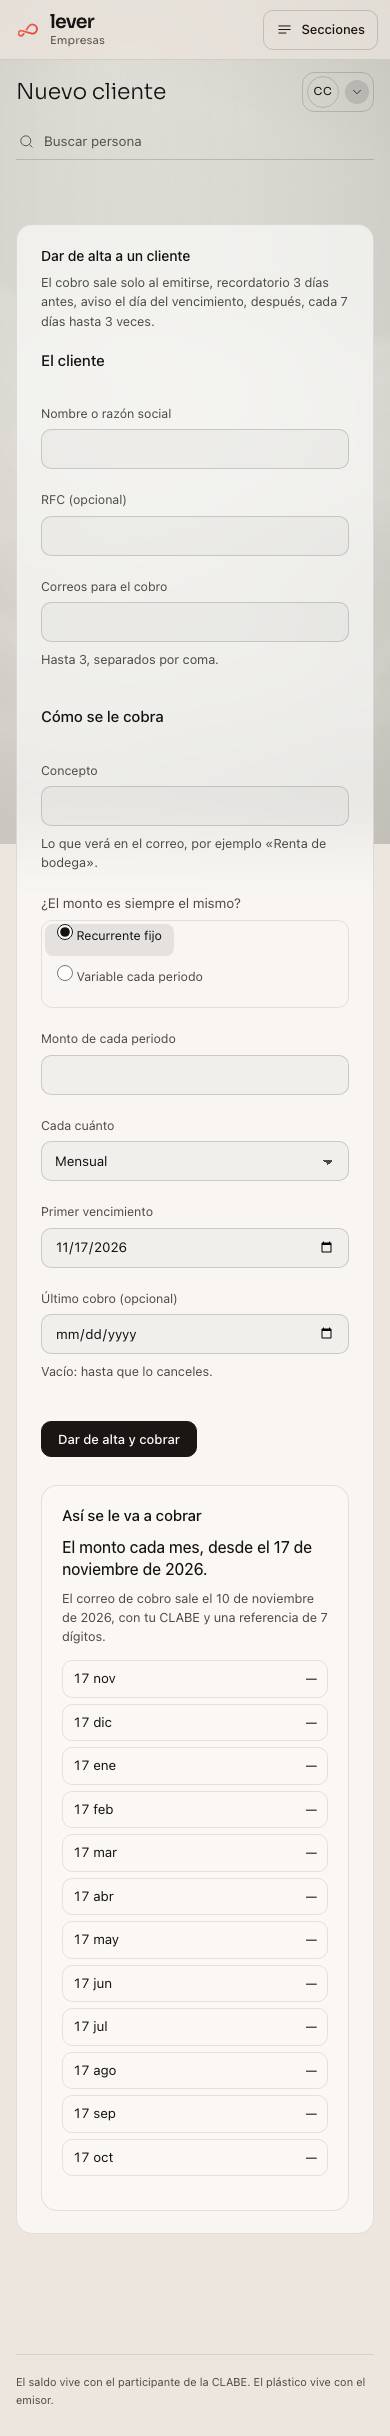 lever
Empresas
Secciones
Nuevo cliente
CC
Buscar persona
Dar de alta a un cliente
El cobro sale solo al emitirse, recordatorio 3 días
antes, aviso el día del vencimiento, después, cada 7
días hasta 3 veces.
El cliente
Nombre o razón social
RFC (opcional)
Correos para el cobro
Hasta 3, separados por coma.
Cómo se le cobra
Concepto
Lo que verá en el correo, por ejemplo «Renta de
bodega».
¿El monto es siempre el mismo?
Recurrente fijo
Variable cada periodo
Monto de cada periodo
Cada cuánto
Mensual
Primer vencimiento
11/17/2026
Último cobro (opcional)
mm/dd/yyyy
Vacío: hasta que lo canceles.
Dar de alta y cobrar
Así se le va a cobrar
El monto cada mes, desde el 17 de
noviembre de 2026.
El correo de cobro sale el 10 de noviembre
de 2026, con tu CLABE y una referencia de 7
dígitos.
17 nov —
17 dic —
17 ene —
17 feb —
17 mar —
17 abr —
17 may —
17 jun —
17 jul —
17 ago —
17 sep —
17 oct —
El saldo vive con el participante de la CLABE. El plástico vive con el
emisor.